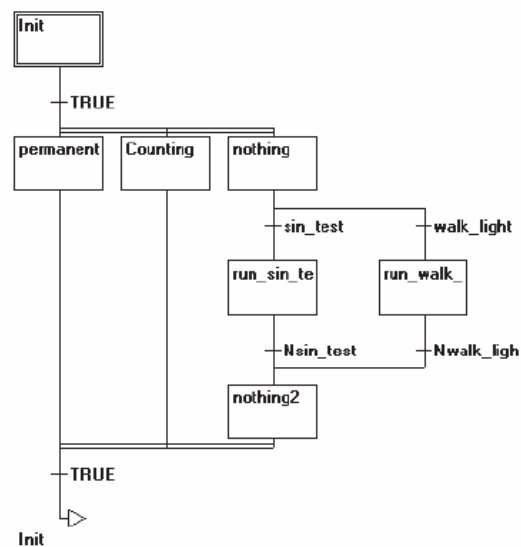 Init
TRUE
permanent
Counting
nothing
sin_test
walk_light
run_sin_te
run_walk_
Nsin_test
Nwalk_ligh
nothing2
TRUE
Init